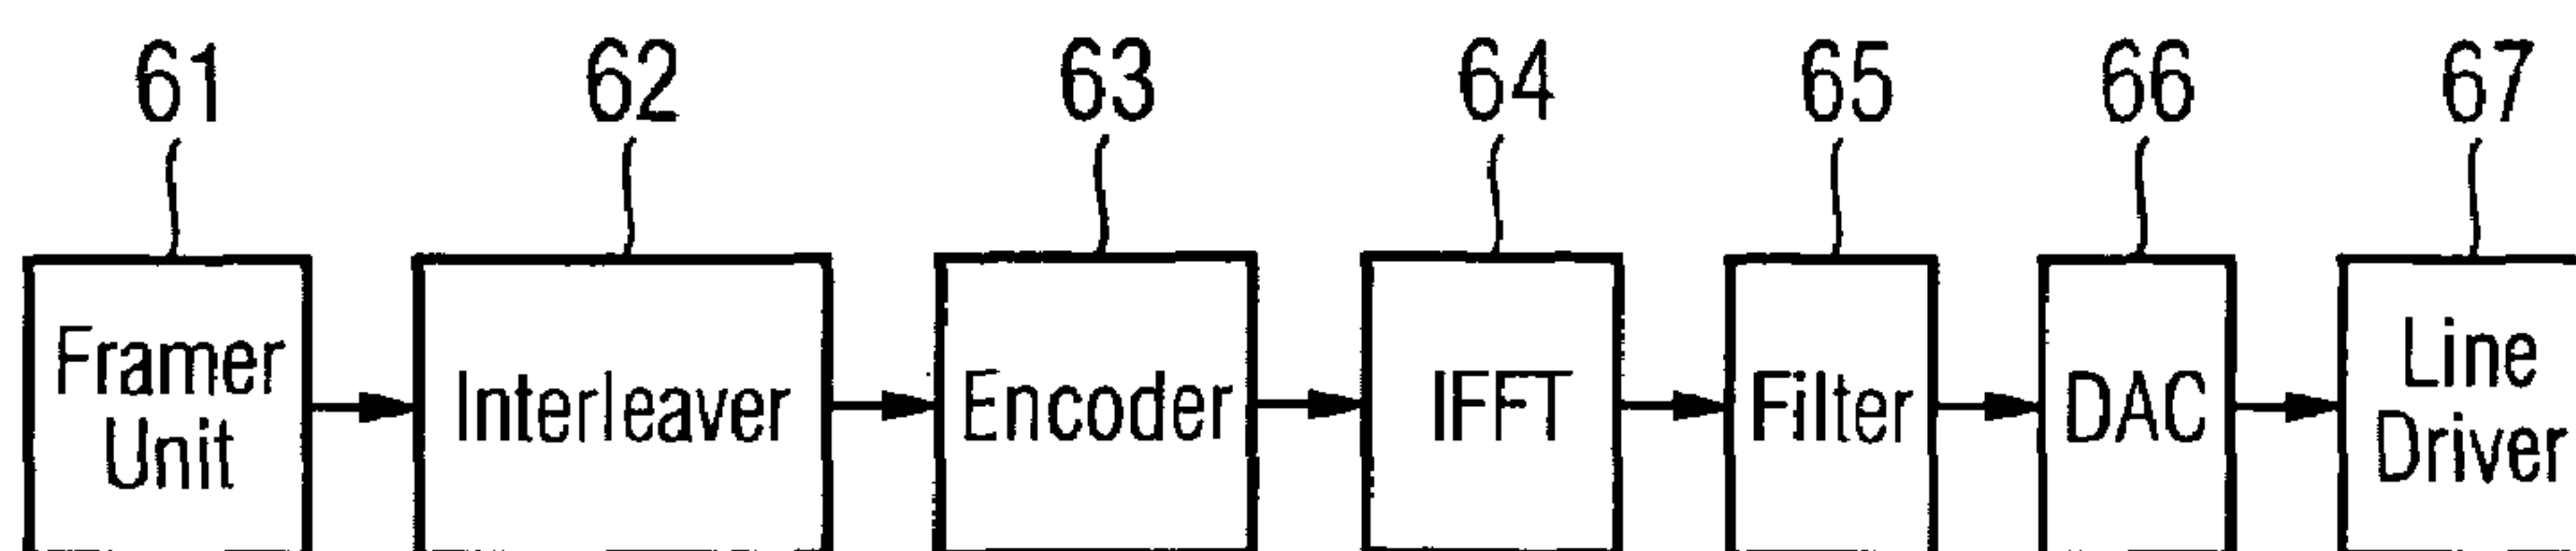 61 62 63 64 65 66 67
Framer
Unit
Interleaver
Encoder
IFFT
Filter
DAC
Line
Driver